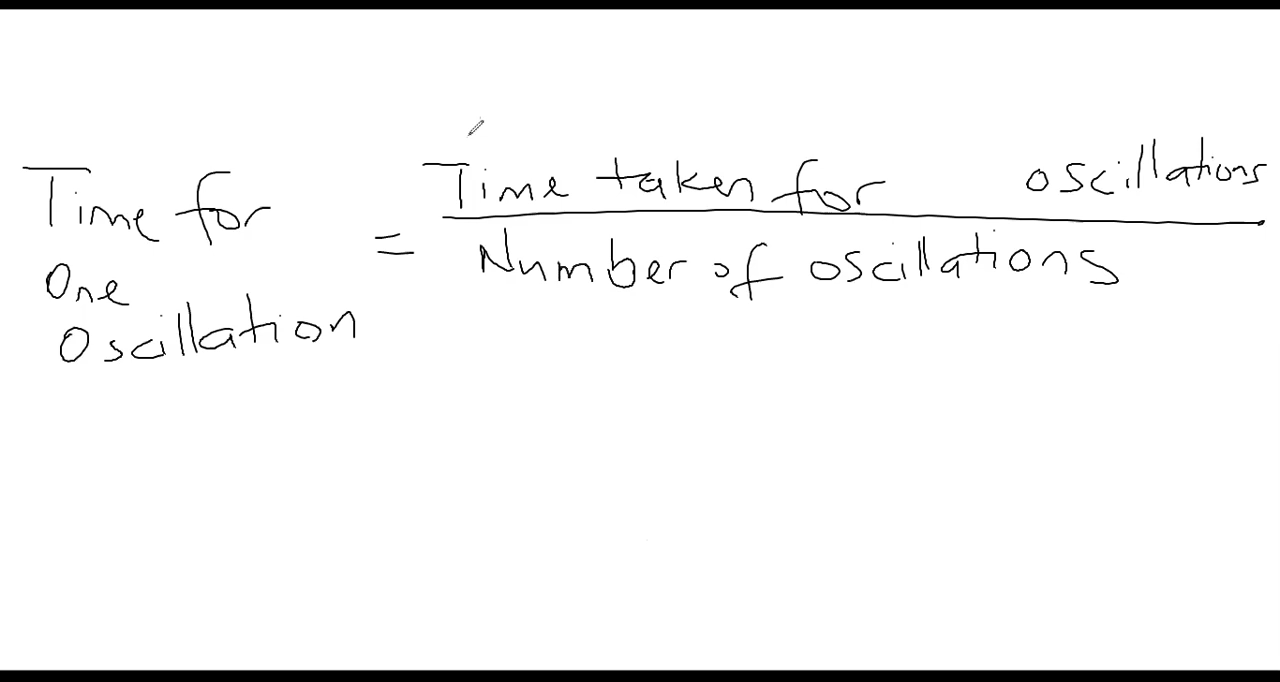 Time for
One
Oscillation
=
Time taken for oscillations
Number of oscillations